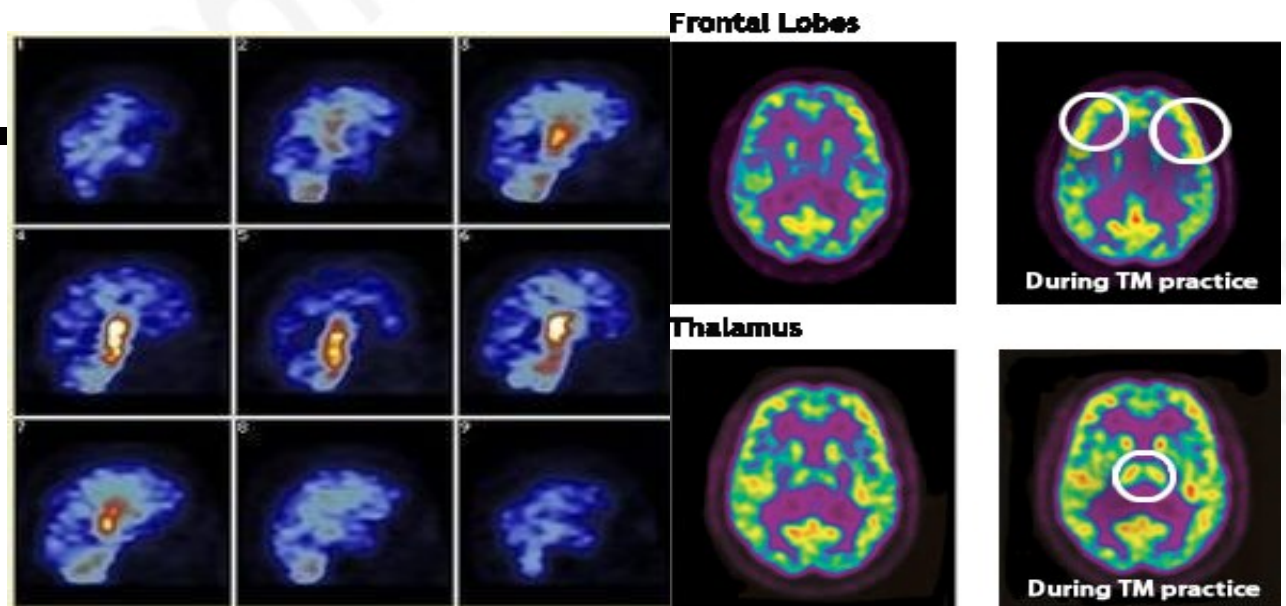 1
2
3
4
5
6
7
8
9
Frontal Lobes
During TM practice
Thalamus
During TM practice